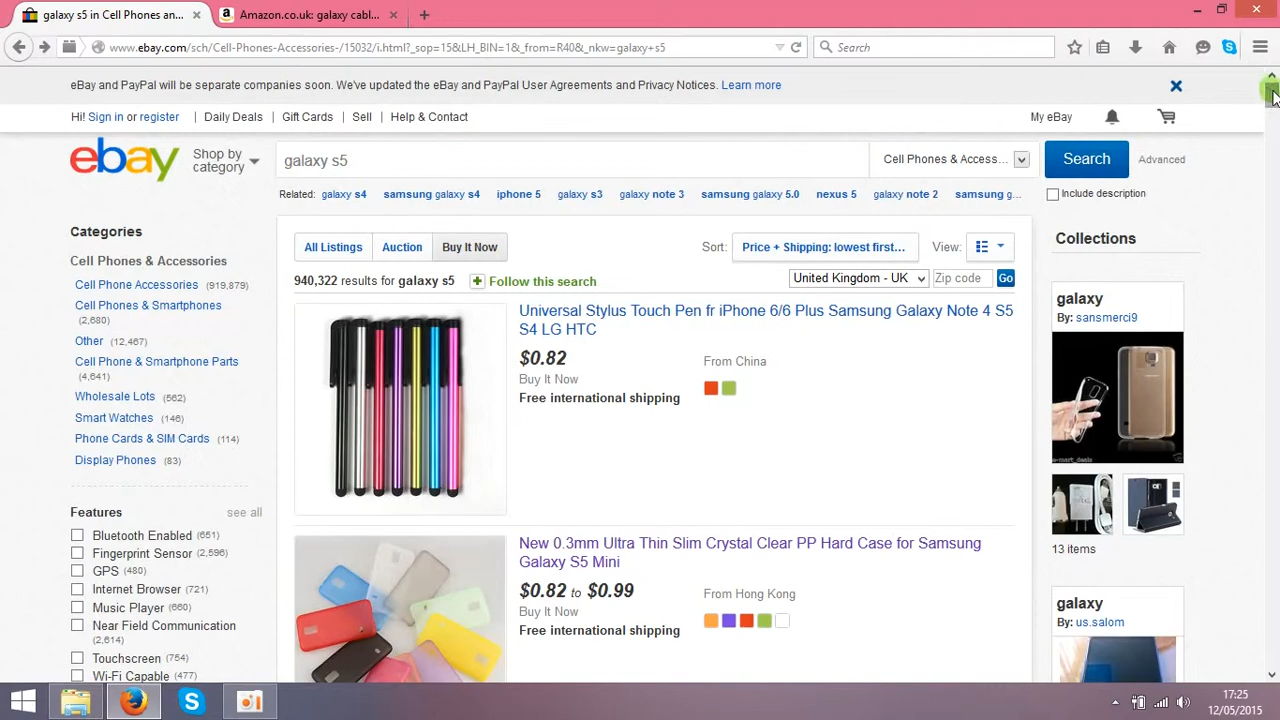 galaxy s5 in Cell Phones an...
Amazon.co.uk: galaxy cabl...
www.ebay.com/sch/Cell-Phones-Accessories-/15032/i.html?_sop=15&LH_BIN=1&_from=R40&_nkw=galaxy+s5
Search
eBay and PayPal will be separate companies soon. We've updated the eBay and PayPal User Agreements and Privacy Notices. Learn more
Hi! Sign in or register
Daily Deals
Gift Cards
Sell
Help & Contact
My eBay
ebay
Shop by category
galaxy s5
Cell Phones & Access...
Search
Advanced
Related: galaxy s4 samsung galaxy s4 iphone 5 galaxy s3 galaxy note 3 samsung galaxy 5.0 nexus 5 galaxy note 2 samsung g...
Include description
Categories
Cell Phones & Accessories
Cell Phone Accessories (919,879)
Cell Phones & Smartphones
(2,680)
Other (12,467)
Cell Phone & Smartphone Parts
(4,641)
Wholesale Lots (562)
Smart Watches (146)
Phone Cards & SIM Cards (114)
Display Phones (83)
Features
see all
Bluetooth Enabled (651)
Fingerprint Sensor (2,596)
GPS (480)
Internet Browser (721)
Music Player (660)
Near Field Communication
(2,614)
Touchscreen (754)
Wi-Fi Capable (477)
All Listings
Auction
Buy It Now
Sort: Price + Shipping: lowest first...
View:
940,322 results for galaxy s5
Follow this search
United Kingdom - UK
Zip code
Go
Universal Stylus Touch Pen fr iPhone 6/6 Plus Samsung Galaxy Note 4 S5
S4 LG HTC
$0.82
From China
Buy It Now
Free international shipping
New 0.3mm Ultra Thin Slim Crystal Clear PP Hard Case for Samsung
Galaxy S5 Mini
$0.82 to $0.99
From Hong Kong
Buy It Now
Free international shipping
Collections
galaxy
By: sansmerci9
13 items
galaxy
By: us.salom
17:25
12/05/2015